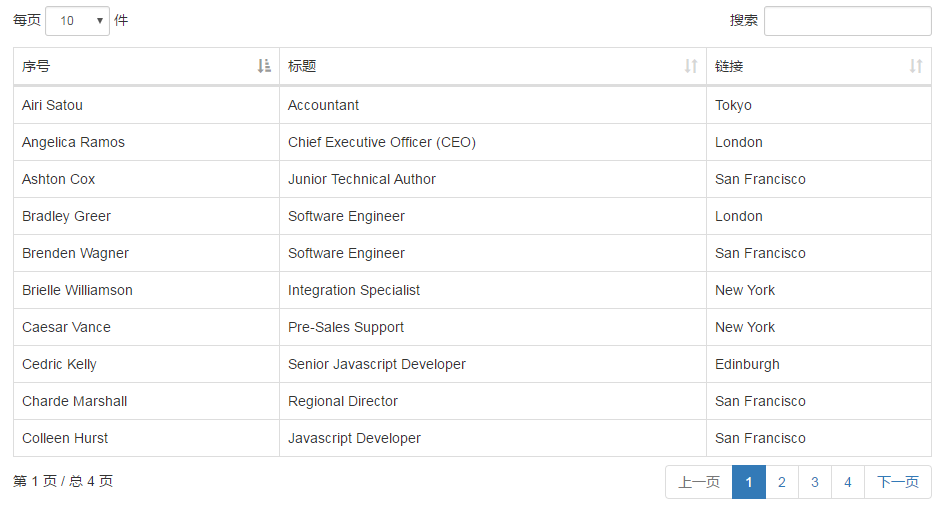 每页 10 件 搜索
序号 标题 链接
Airi Satou Accountant Tokyo
Angelica Ramos Chief Executive Officer (CEO) London
Ashton Cox Junior Technical Author San Francisco
Bradley Greer Software Engineer London
Brenden Wagner Software Engineer San Francisco
Brielle Williamson Integration Specialist New York
Caesar Vance Pre-Sales Support New York
Cedric Kelly Senior Javascript Developer Edinburgh
Charde Marshall Regional Director San Francisco
Colleen Hurst Javascript Developer San Francisco
第 1 页 / 总 4 页 上一页 1 2 3 4 下一页